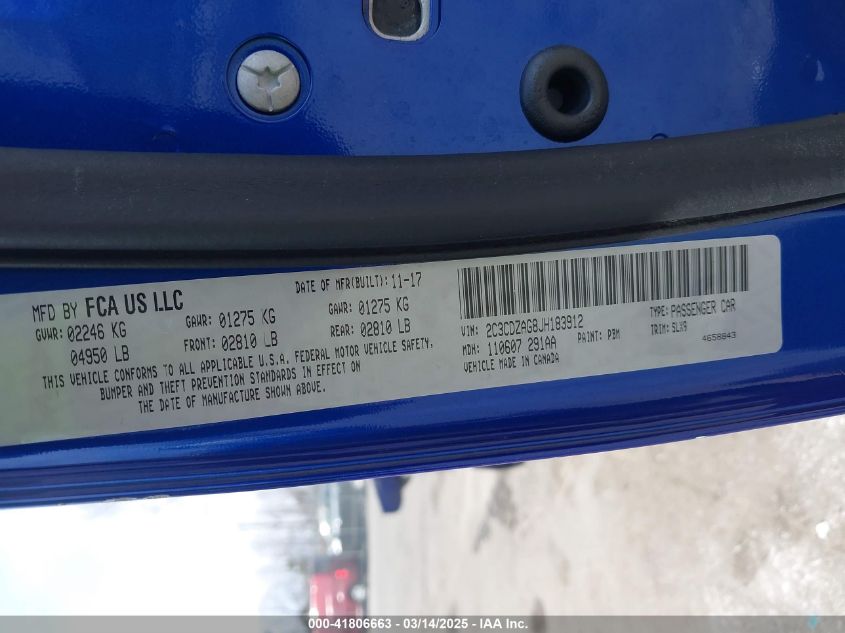 MFD BY FCA US LLC
DATE OF MFR(BUILT): 11-17
GVWR: 02246 KG
04950 LB
GAWR: 01275 KG
FRONT: 02810 LB
GAWR: 01275 KG
REAR: 02810 LB
THIS VEHICLE CONFORMS TO ALL APPLICABLE U.S.A. FEDERAL MOTOR VEHICLE SAFETY,
BUMPER AND THEFT PREVENTION STANDARDS IN EFFECT ON
THE DATE OF MANUFACTURE SHOWN ABOVE.
VIN: 2C3CDZAG8JH183912
TYPE: PASSENGER CAR
MDH: 110607 291AA
PAINT: PBM
TRIM: SLX9
VEHICLE MADE IN CANADA
4658843
000-41806663 - 03/14/2025 - IAA Inc.